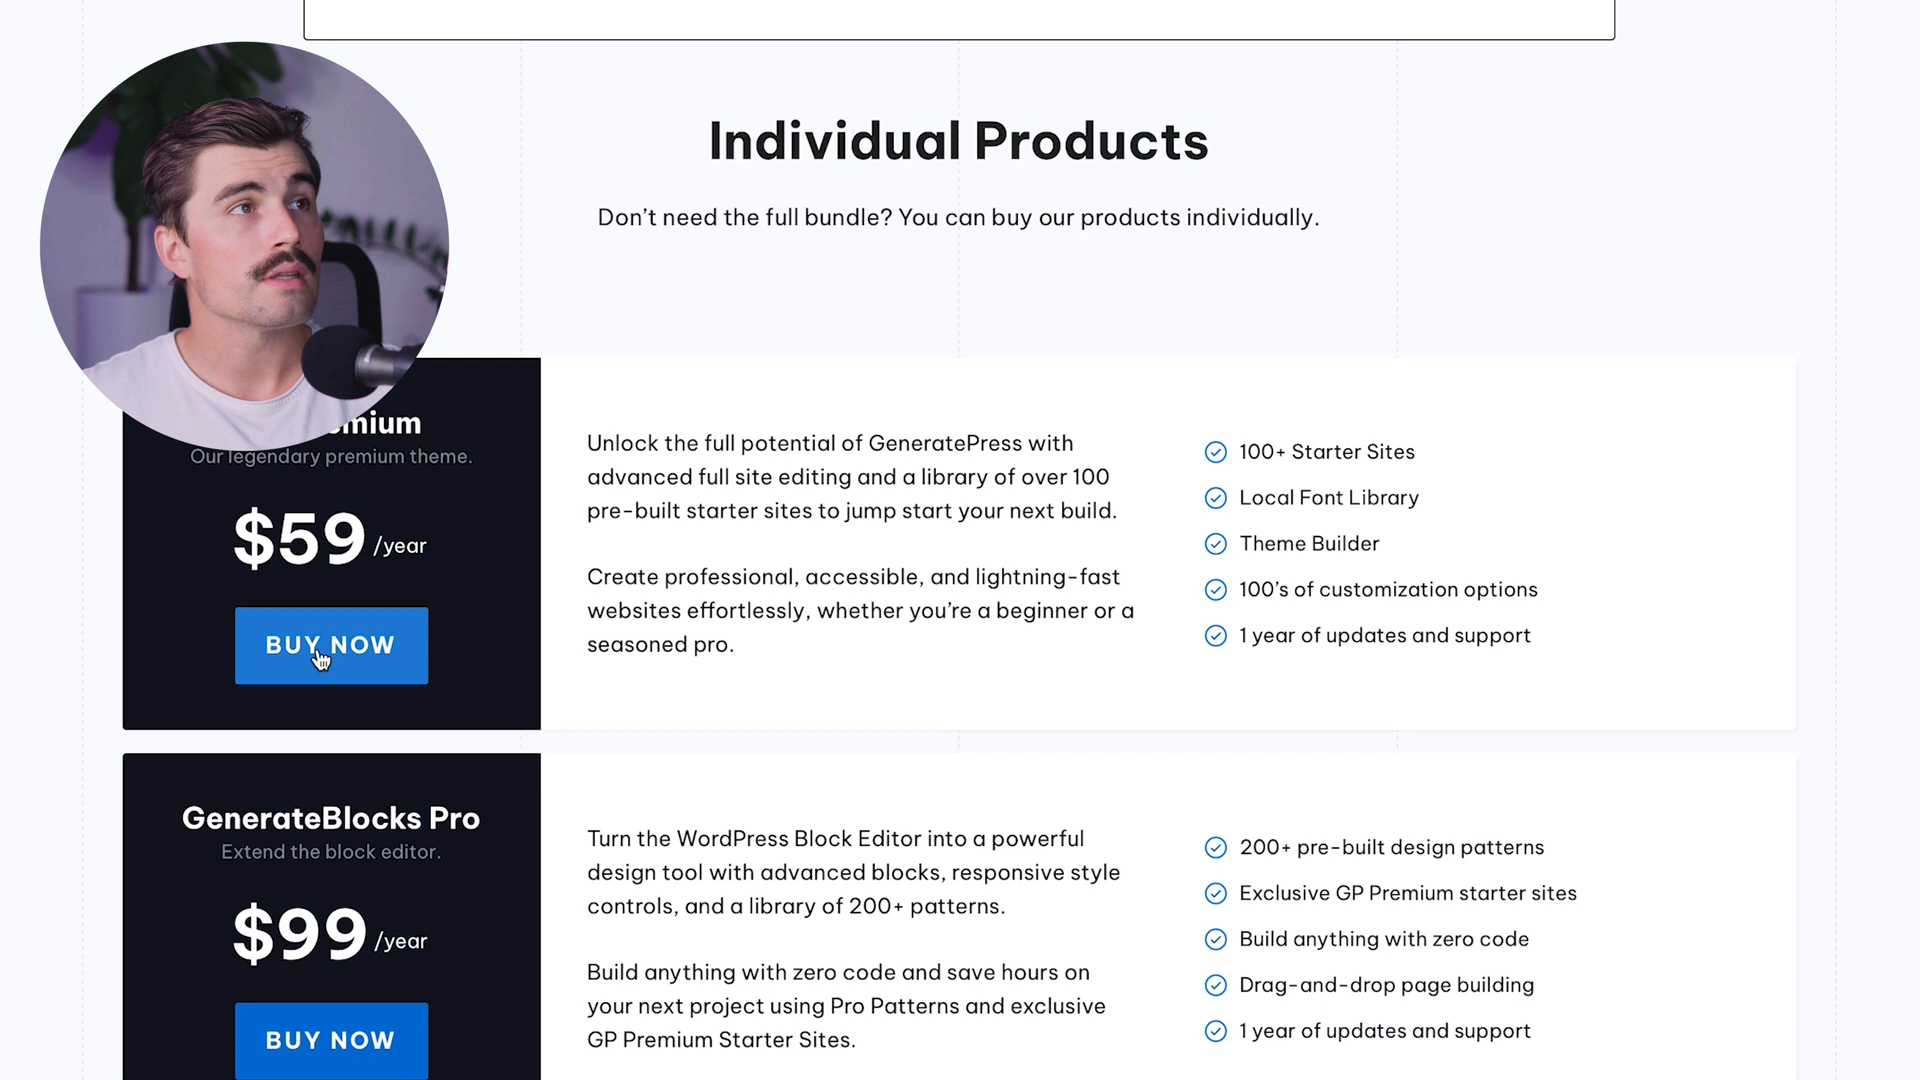 Individual Products
Don't need the full bundle? You can buy our products individually.
Our legendary premium theme.
$59 /year
BUY NOW
Unlock the full potential of GeneratePress with
advanced full site editing and a library of over 100
pre-built starter sites to jump start your next build.
Create professional, accessible, and lightning-fast
websites effortlessly, whether you're a beginner or a
seasoned pro.
100+ Starter Sites
Local Font Library
Theme Builder
100's of customization options
1 year of updates and support
GenerateBlocks Pro
Extend the block editor.
$99 /year
BUY NOW
Turn the WordPress Block Editor into a powerful
design tool with advanced blocks, responsive style
controls, and a library of 200+ patterns.
Build anything with zero code and save hours on
your next project using Pro Patterns and exclusive
GP Premium Starter Sites.
200+ pre-built design patterns
Exclusive GP Premium starter sites
Build anything with zero code
Drag-and-drop page building
1 year of updates and support